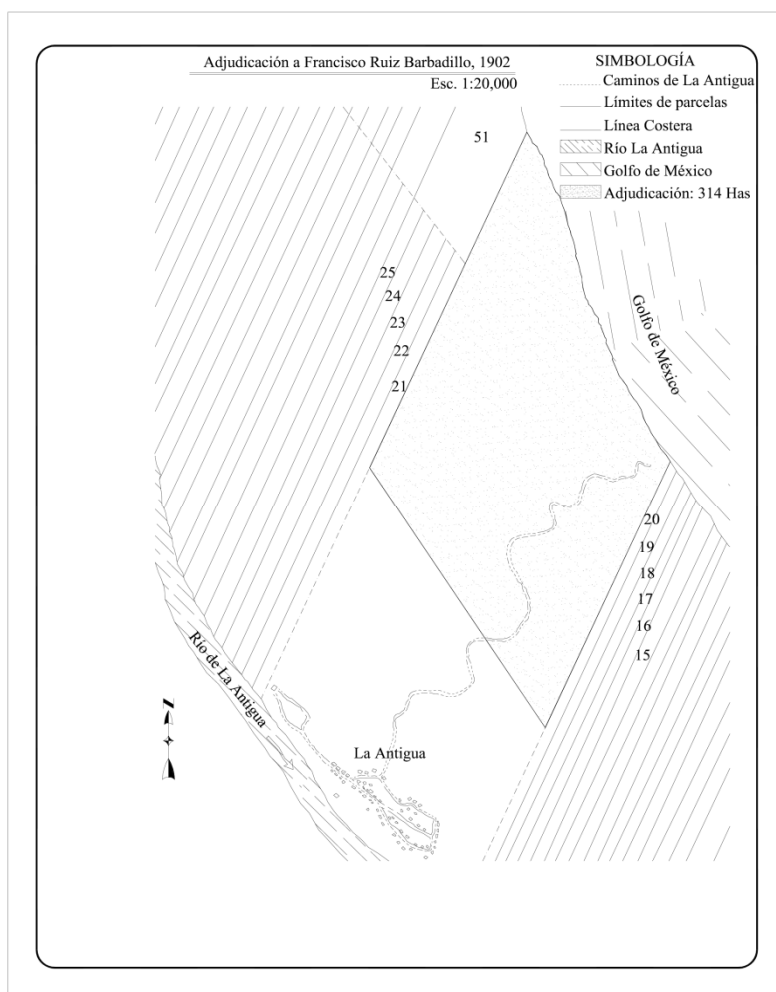 Adjudicación a Francisco Ruiz Barbadillo, 1902
Esc. 1:20,000
SIMBOLOGÍA
Caminos de La Antigua
Límites de parcelas
Línea Costera
Río La Antigua
Golfo de México
Adjudicación: 314 Has
51
25
24
23
22
21
Golfo de México
20
19
18
17
16
15
Río de La Antigua
La Antigua
N